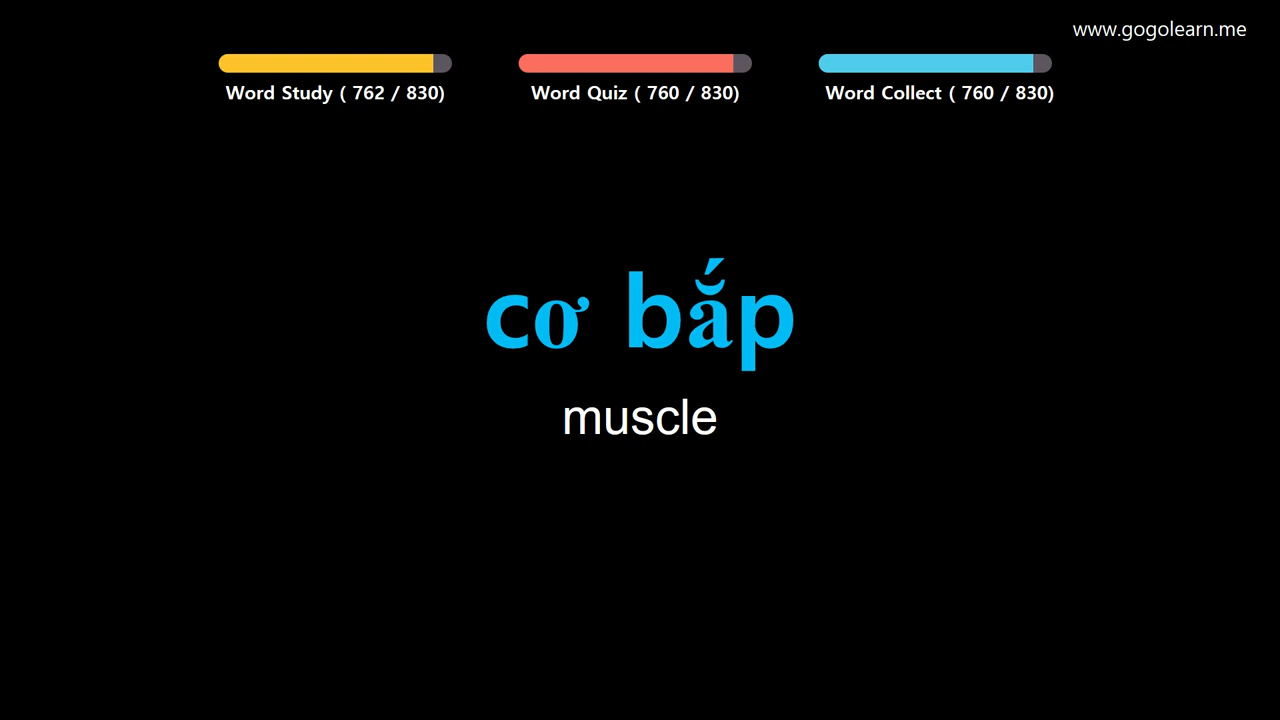 www.gogolearn.me
Word Study ( 762 / 830)
Word Quiz ( 760 / 830)
Word Collect ( 760 / 830)
cơ bắp
muscle